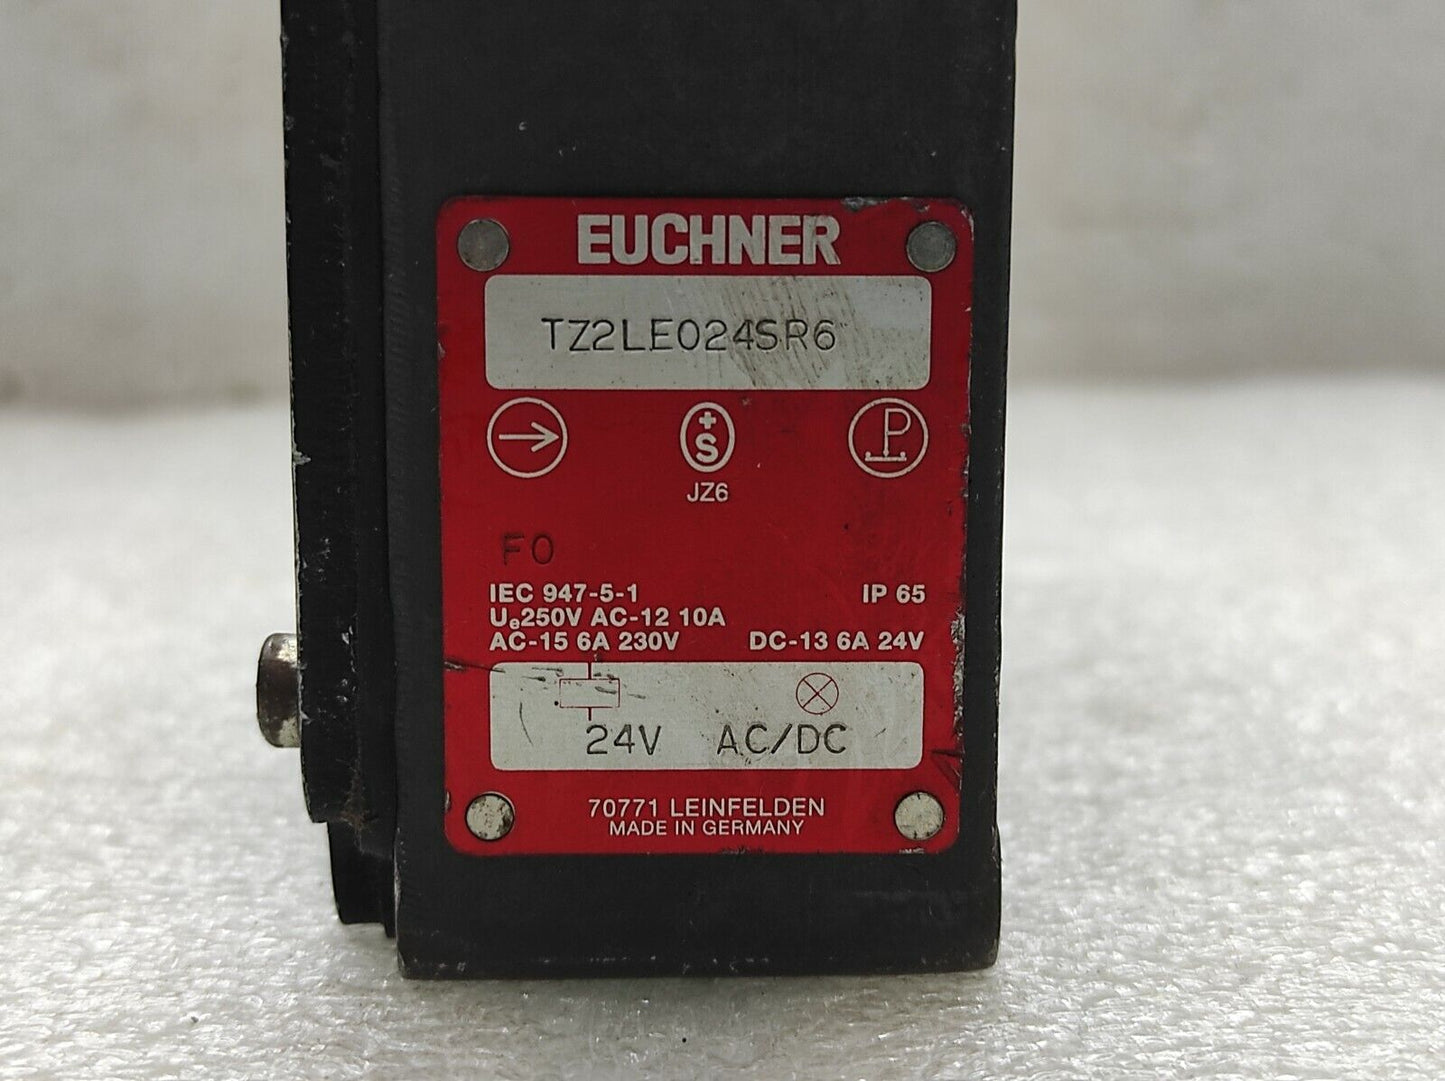 EUCHNER
TZ2LE024SR6
+
S
P
JZ6
FO
IEC 947-5-1 IP 65
Ue250V AC-12 10A
AC-15 6A 230V DC-13 6A 24V
24V AC/DC
70771 LEINFELDEN
MADE IN GERMANY